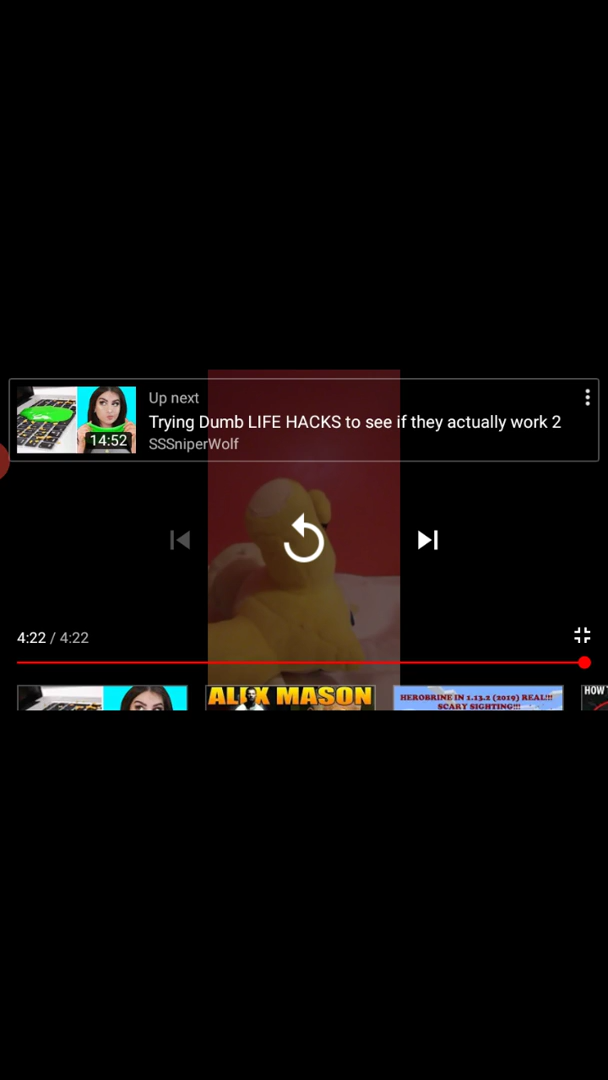 Up next
Trying Dumb LIFE HACKS to see if they actually work 2
SSSniperWolf
14:52
4:22 / 4:22
ALEX MASON
HEROBRINE IN 1.13.2 (2019) REAL!!!
SCARY SIGHTING!!!
HOW